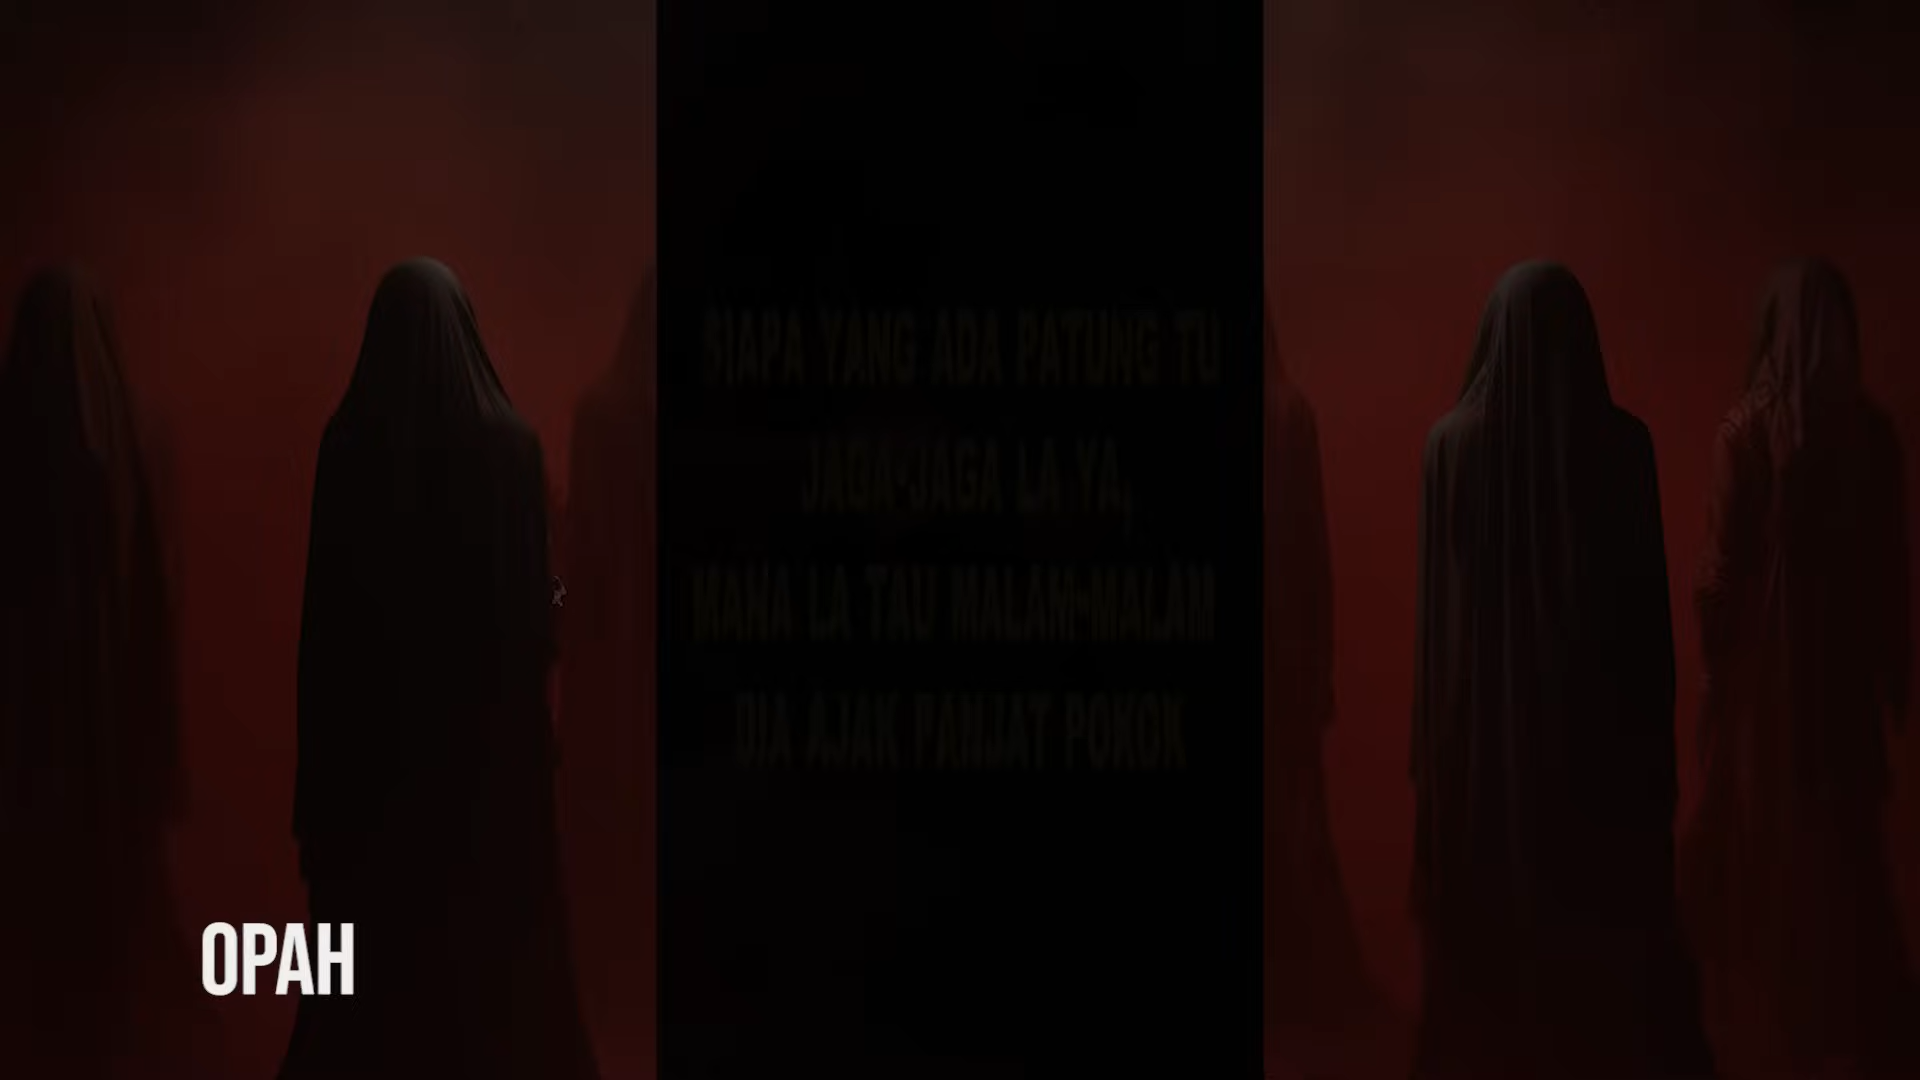 SIAPA YANG ADA PATUNG TU
JAGA-JAGA LA YA,
MANA LA TAU MALAM-MALAM
DIA AJAK PANJAT POKOK
OPAH